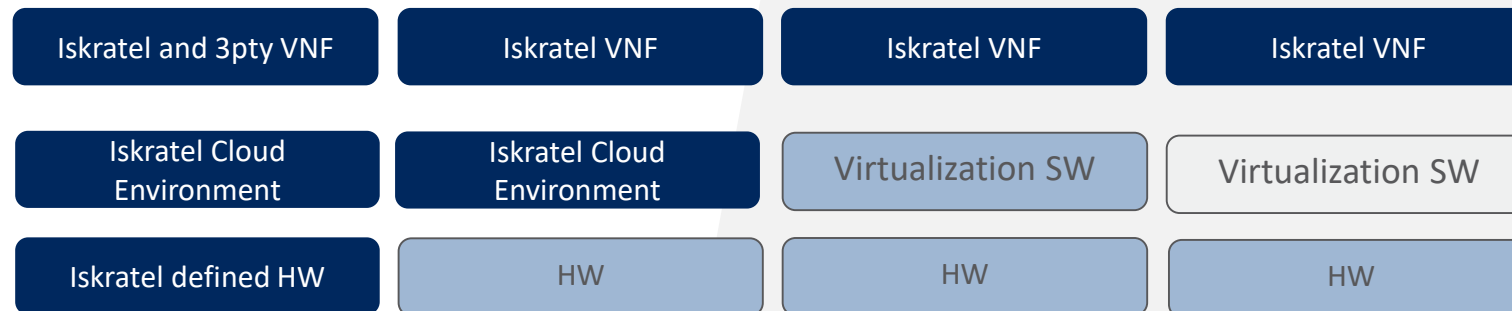 Iskratel and 3pty VNF
Iskratel VNF
Iskratel VNF
Iskratel VNF
Iskratel Cloud
Environment
Iskratel Cloud
Environment
Virtualization SW
Virtualization SW
Iskratel defined HW
HW
HW
HW